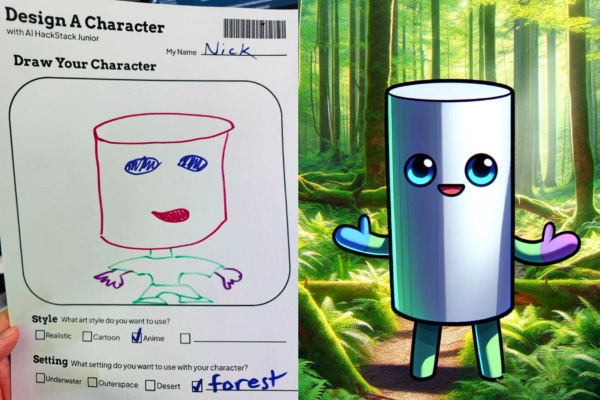 Design A Character
with AI HackStack Junior
My Name Nick
Draw Your Character
Style What art style do you want to use?
Realistic Cartoon Anime
Setting What setting do you want to use with your character?
Underwater Outerspace Desert forest